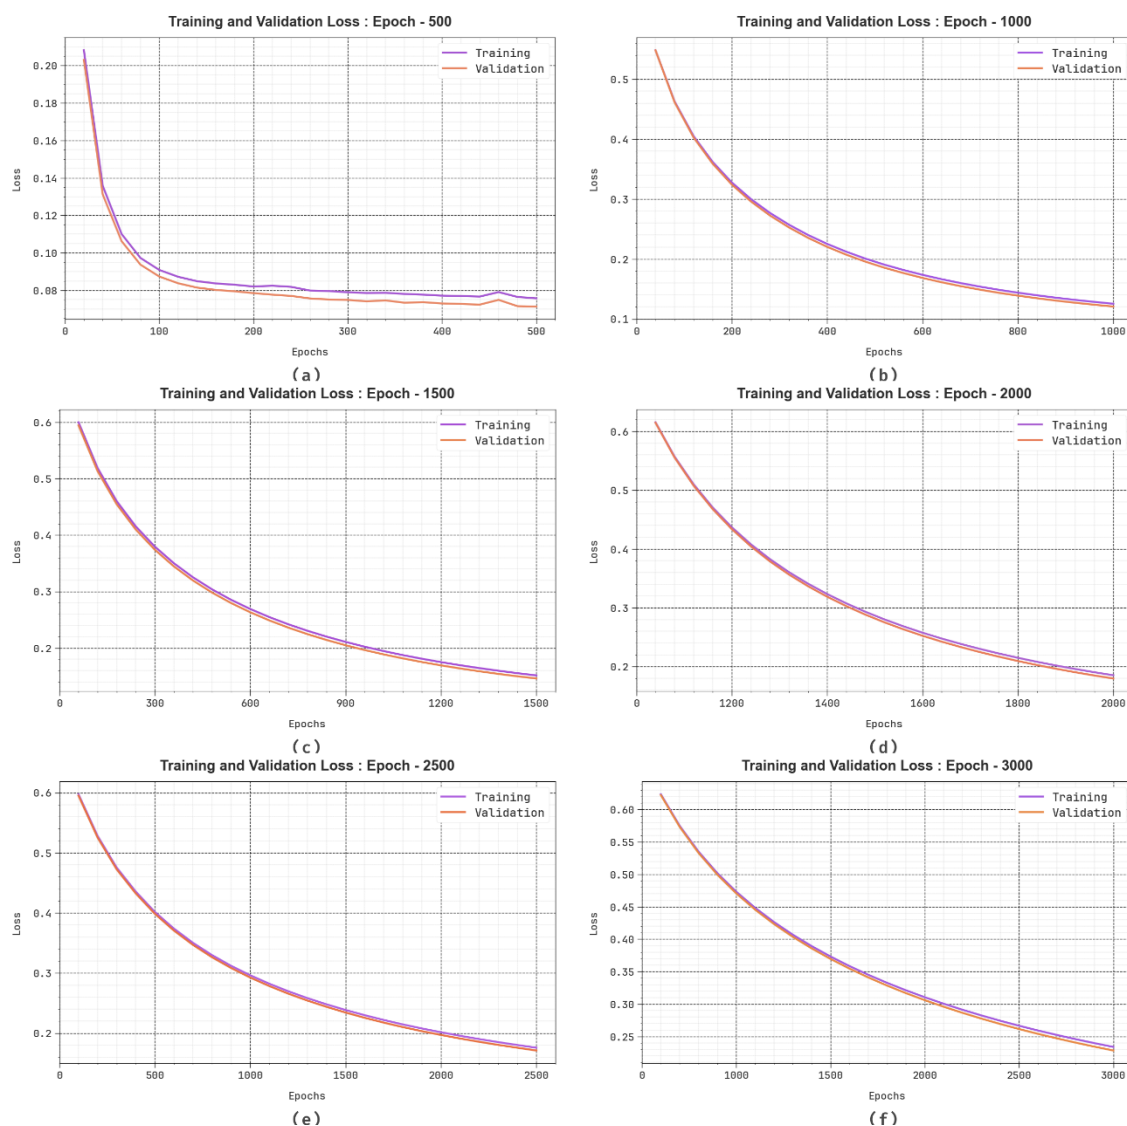 Training and Validation Loss : Epoch - 500
Training
Validation
0.20
0.18
0.16
0.14
0.12
0.10
0.08
Loss
0 100 200 300 400 500
Epochs
(a)
Training and Validation Loss : Epoch - 1000
Training
Validation
0.5
0.4
0.3
0.2
0.1
Loss
0 200 400 600 800 1000
Epochs
(b)
Training and Validation Loss : Epoch - 1500
Training
Validation
0.6
0.5
0.4
0.3
0.2
Loss
0 300 600 900 1200 1500
Epochs
(c)
Training and Validation Loss : Epoch - 2000
Training
Validation
0.6
0.5
0.4
0.3
0.2
Loss
0 1200 1400 1600 1800 2000
Epochs
(d)
Training and Validation Loss : Epoch - 2500
Training
Validation
0.6
0.5
0.4
0.3
0.2
Loss
0 500 1000 1500 2000 2500
Epochs
(e)
Training and Validation Loss : Epoch - 3000
Training
Validation
0.60
0.55
0.50
0.45
0.40
0.35
0.30
0.25
Loss
0 1000 1500 2000 2500 3000
Epochs
(f)